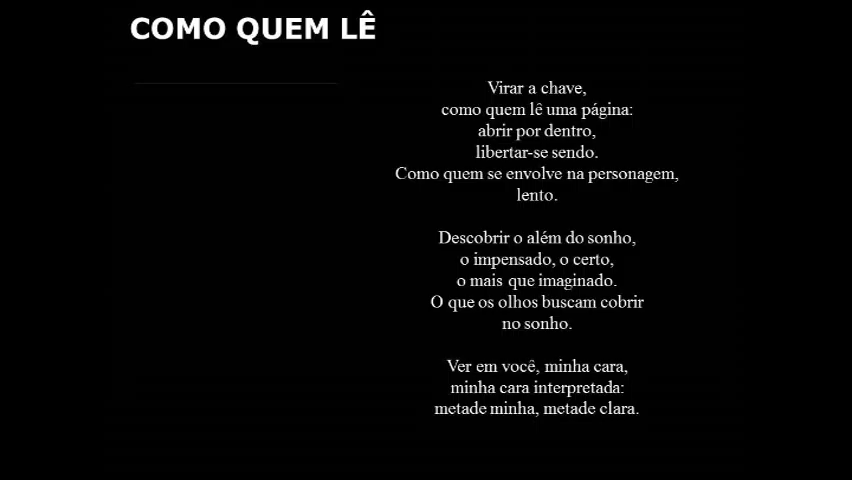 COMO QUEM LÊ
Virar a chave,
como quem lê uma página:
abrir por dentro,
libertar-se sendo.
Como quem se envolve na personagem,
lento.
Descobrir o além do sonho,
o impensado, o certo,
o mais que imaginado.
O que os olhos buscam cobrir
no sonho.
Ver em você, minha cara,
minha cara interpretada:
metade minha, metade clara.